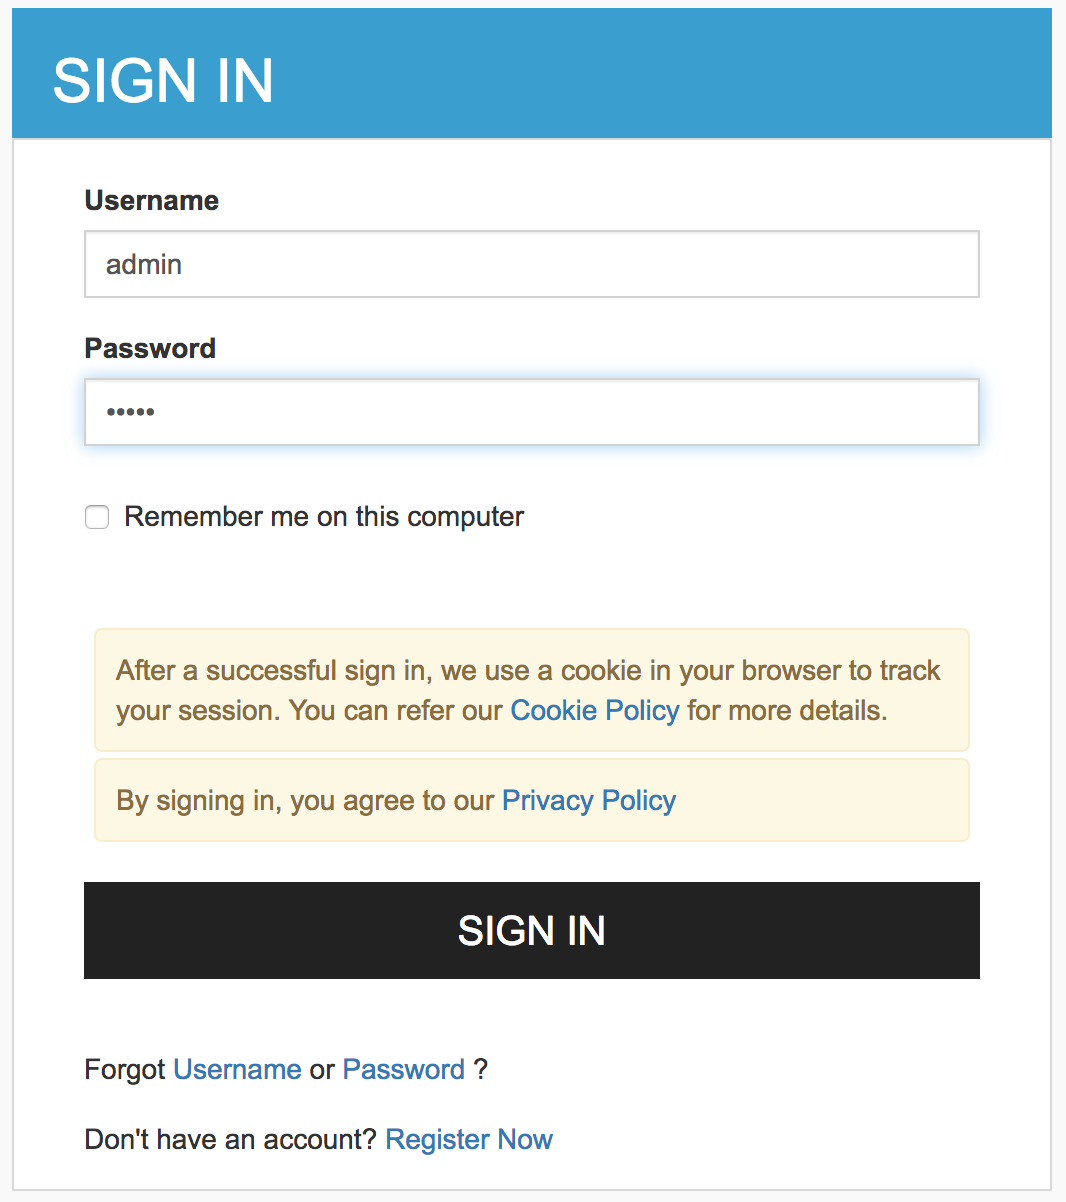 SIGN IN
Username
admin
Password
•••••
Remember me on this computer
After a successful sign in, we use a cookie in your browser to track
your session. You can refer our Cookie Policy for more details.
By signing in, you agree to our Privacy Policy
SIGN IN
Forgot Username or Password ?
Don't have an account? Register Now